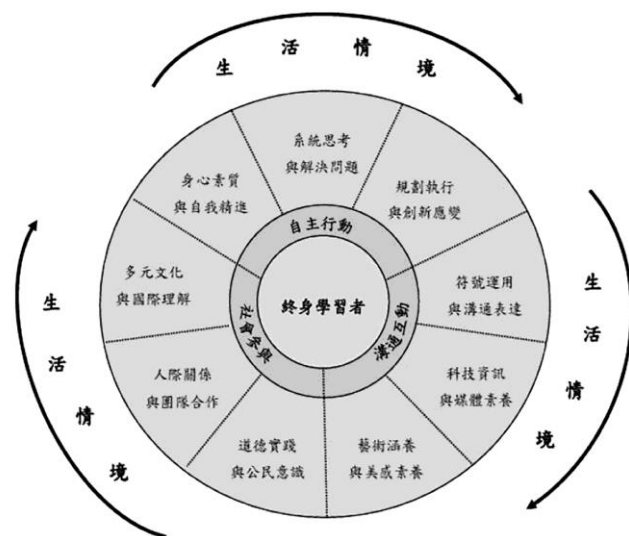 生活情境
系統思考
與解決問題
身心素質
與自我精進
規劃執行
與創新應變
自主行動
多元文化
與國際理解
終身學習者
符號運用
與溝通表達
社會參與
溝通互動
人際關係
與團隊合作
科技資訊
與媒體素養
道德實踐
與公民意識
藝術涵養
與美感素養
生活情境
生活情境